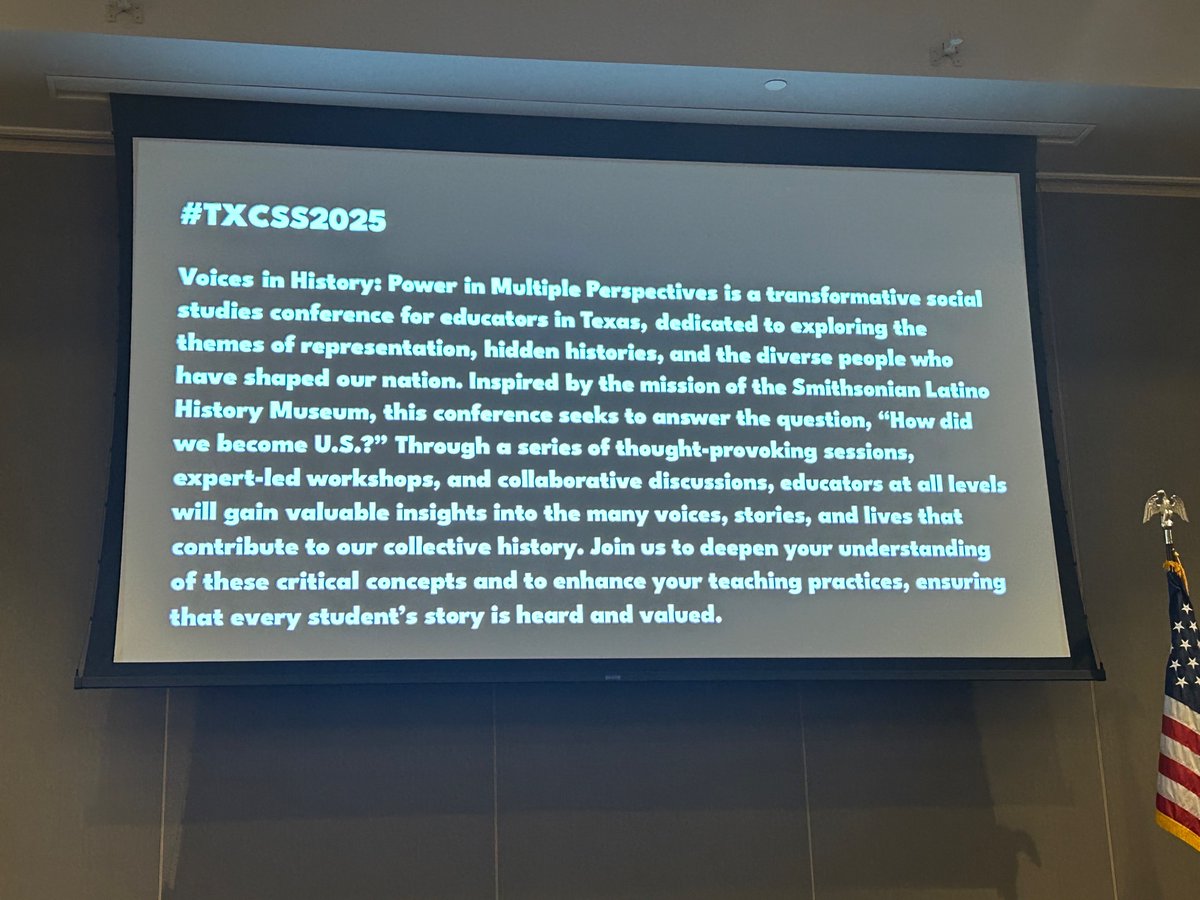 #TXCSS2025
Voices in History: Power in Multiple Perspectives is a transformative social
studies conference for educators in Texas, dedicated to exploring the
themes of representation, hidden histories, and the diverse people who
have shaped our nation. Inspired by the mission of the Smithsonian Latino
History Museum, this conference seeks to answer the question, “How did
we become U.S.?” Through a series of thought-provoking sessions,
expert-led workshops, and collaborative discussions, educators at all levels
will gain valuable insights into the many voices, stories, and lives that
contribute to our collective history. Join us to deepen your understanding
of these critical concepts and to enhance your teaching practices, ensuring
that every student’s story is heard and valued.